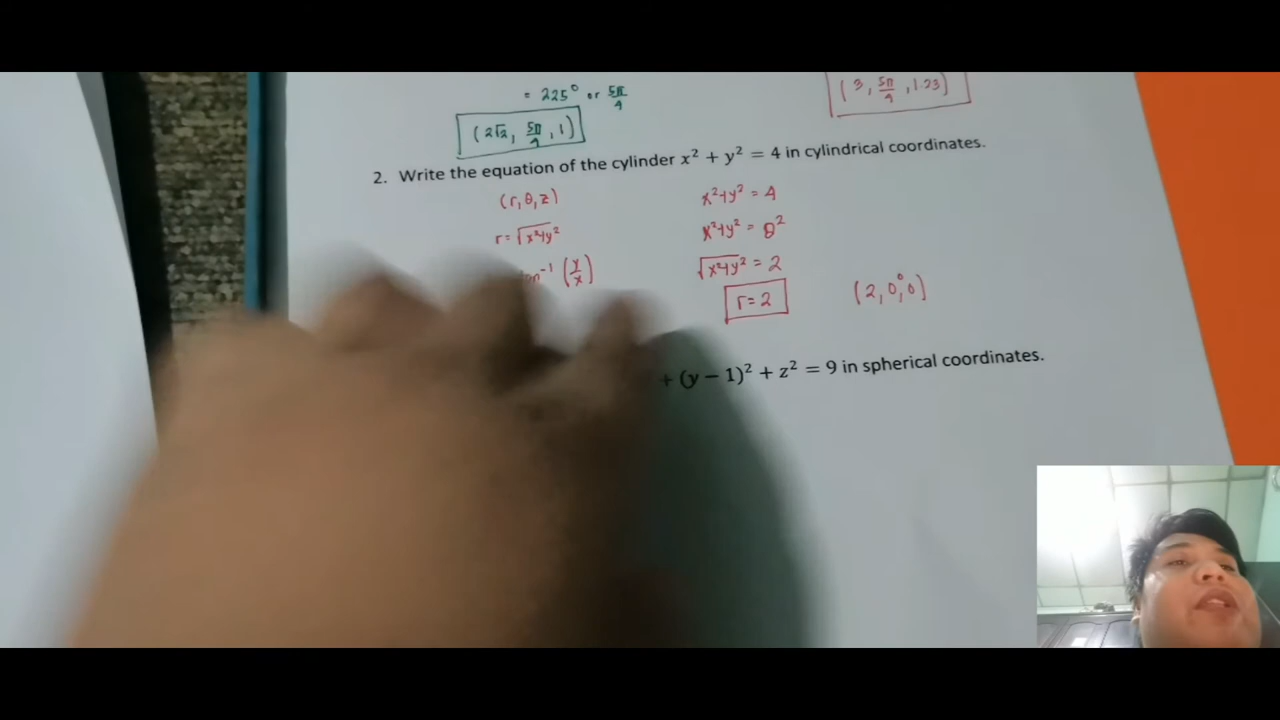 = 225° or 5π/4
(2√2, 5π/4, 1)
(3, 5π/4, 1.23)
2. Write the equation of the cylinder x² + y² = 4 in cylindrical coordinates.
(r, θ, z)
r = √x²+y²
⁻¹ (y/x)
x²+y² = 4
x²+y² =
√x²+y² = 2
r = 2
(2, 0°, 0)
+ (y − 1)² + z² = 9 in spherical coordinates.